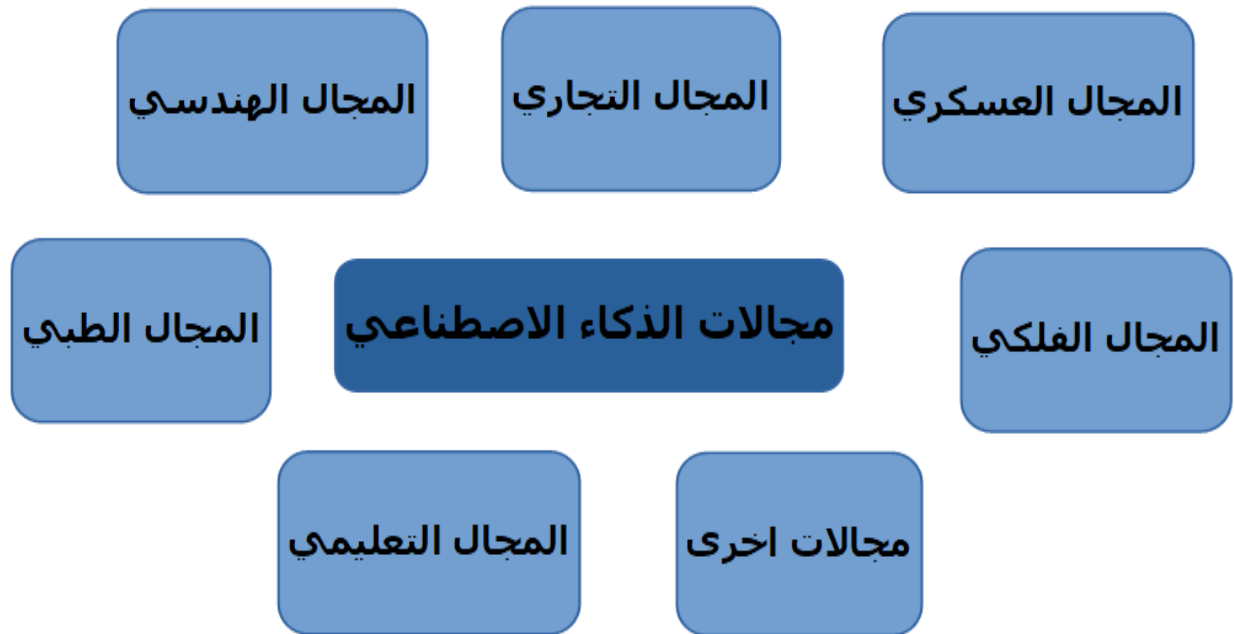 المجال العسكري
المجال التجاري
المجال الهندسي
المجال الفلكي
مجالات الذكاء الاصطناعي
المجال الطبي
مجالات اخرى
المجال التعليمي